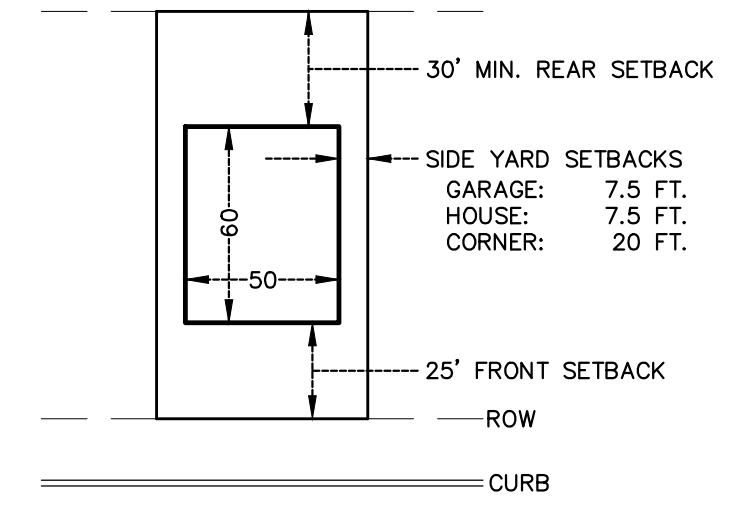 30' MIN. REAR SETBACK
SIDE YARD SETBACKS
GARAGE: 7.5 FT.
HOUSE: 7.5 FT.
CORNER: 20 FT.
60
50
25' FRONT SETBACK
ROW
CURB